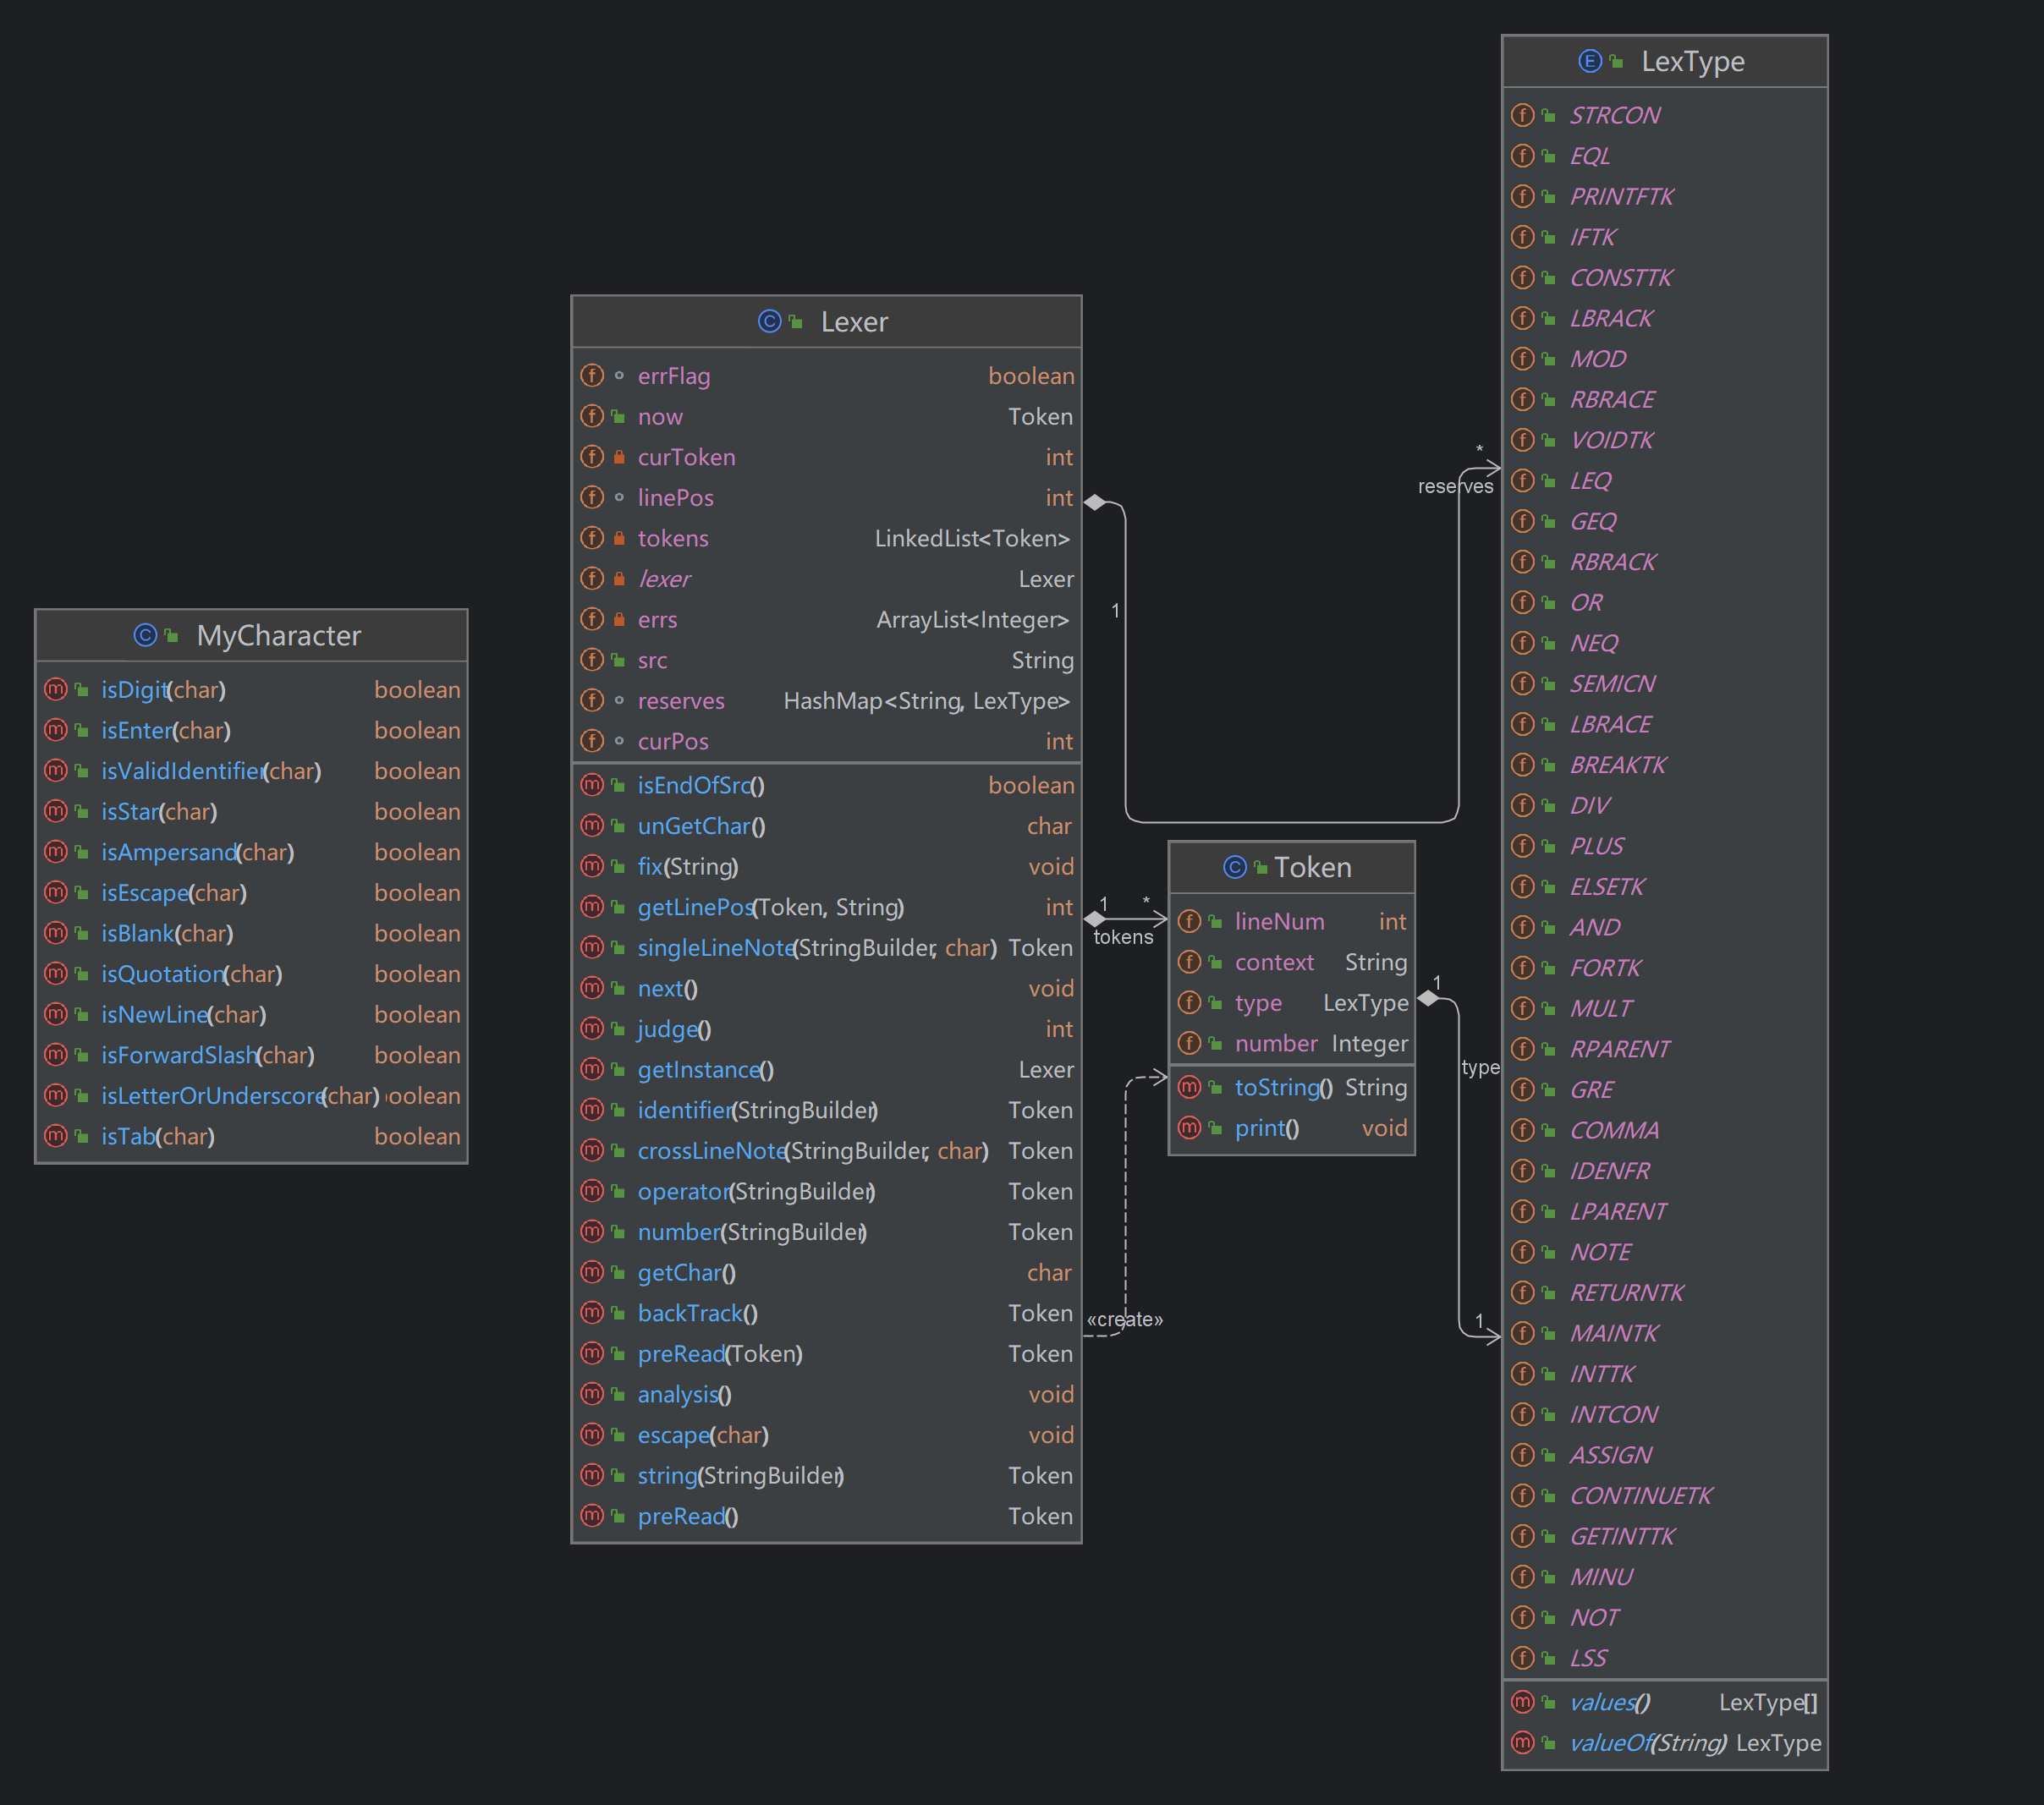 MyCharacter
isDigit(char) boolean
isEnter(char) boolean
isValidIdentifier(char) boolean
isStar(char) boolean
isAmpersand(char) boolean
isEscape(char) boolean
isBlank(char) boolean
isQuotation(char) boolean
isNewLine(char) boolean
isForwardSlash(char) boolean
isLetterOrUnderscore(char) boolean
isTab(char) boolean
Lexer
errFlag boolean
now Token
curToken int
linePos int
tokens LinkedList<Token>
lexer Lexer
errs ArrayList<Integer>
src String
reserves HashMap<String, LexType>
curPos int
isEndOfSrc() boolean
unGetChar() char
fix(String) void
getLinePos(Token, String) int
singleLineNote(StringBuilder, char) Token
next() void
judge() int
getInstance() Lexer
identifier(StringBuilder) Token
crossLineNote(StringBuilder, char) Token
operator(StringBuilder) Token
number(StringBuilder) Token
getChar() char
backTrack() Token
preRead(Token) Token
analysis() void
escape(char) void
string(StringBuilder) Token
preRead() Token
1
*
reserves
1 *
tokens
«create»
Token
lineNum int
context String
type LexType
number Integer
toString() String
print() void
1
type
1
LexType
STRCON
EQL
PRINTFTK
IFTK
CONSTTK
LBRACK
MOD
RBRACE
VOIDTK
LEQ
GEQ
RBRACK
OR
NEQ
SEMICN
LBRACE
BREAKTK
DIV
PLUS
ELSETK
AND
FORTK
MULT
RPARENT
GRE
COMMA
IDENFR
LPARENT
NOTE
RETURNTK
MAINTK
INTTK
INTCON
ASSIGN
CONTINUETK
GETINTTK
MINU
NOT
LSS
values() LexType[]
valueOf(String) LexType